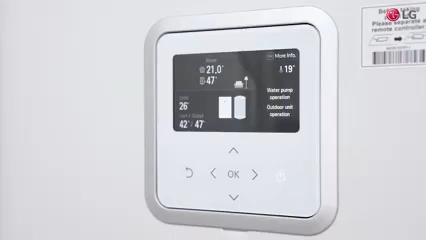 LG
More Info.
21.0°
19°
47°
Water pump
operation
26°
Outdoor unit
operation
42° / 47°
OK
Please separate
remote controller